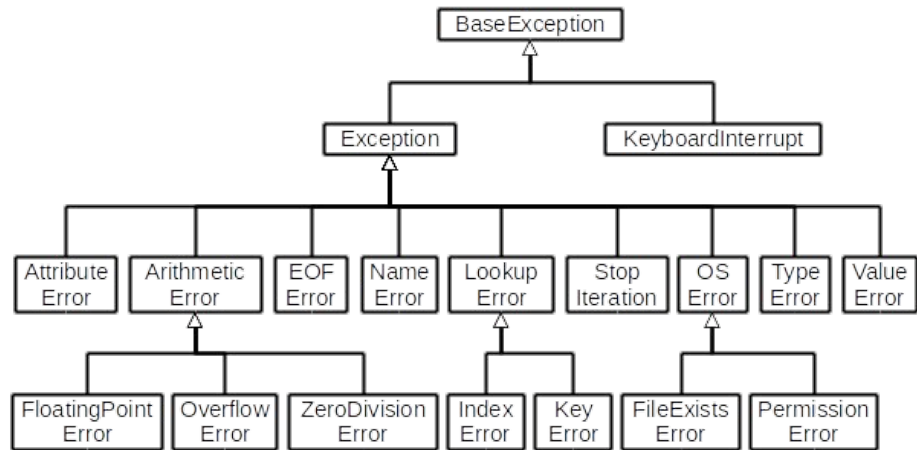 BaseException
Exception
KeyboardInterrupt
Attribute
Error
Arithmetic
Error
EOF
Error
Name
Error
Lookup
Error
Stop
Iteration
OS
Error
Type
Error
Value
Error
FloatingPoint
Error
Overflow
Error
ZeroDivision
Error
Index
Error
Key
Error
FileExists
Error
Permission
Error